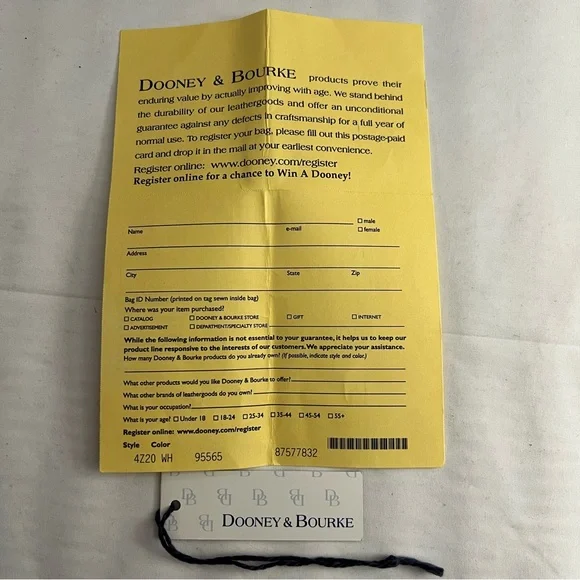 DOONEY & BOURKE products prove their
enduring value by actually improving with age. We stand behind
the durability of our leathergoods and offer an unconditional
guarantee against any defects in craftsmanship for a full year of
normal use. To register your bag, please fill out this postage-paid
card and drop it in the mail at your earliest convenience.
Register online: www.dooney.com/register
Register online for a chance to Win A Dooney!
☐ male
Name e-mail ☐ female
Address
City State Zip
Bag ID Number (printed on tag sewn inside bag)
Where was your item purchased?
☐ CATALOG ☐ DOONEY & BOURKE STORE ☐ GIFT ☐ INTERNET
☐ ADVERTISEMENT ☐ DEPARTMENT/SPECIALTY STORE
While the following information is not essential to your guarantee, it helps us to keep our
product line responsive to the interests of our customers. We appreciate your assistance.
How many Dooney & Bourke products do you already own? (If possible, indicate style and color.)
What other products would you like Dooney & Bourke to offer?
What other brands of leathergoods do you own?
What is your occupation?
What is your age? ☐ Under 18 ☐ 18-24 ☐ 25-34 ☐ 35-44 ☐ 45-54 ☐ 55+
Register online: www.dooney.com/register
Style Color
4Z20 WH 95565 87577832
DOONEY & BOURKE